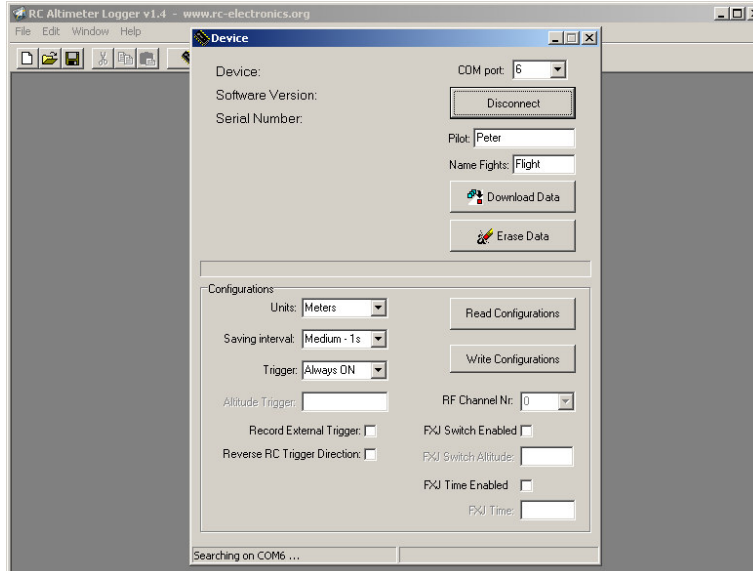 RC Altimeter Logger v1.4 - www.rc-electronics.org
File Edit Window Help
Device
Device:
COM port: 6
Software Version:
Disconnect
Serial Number:
Pilot: Peter
Name Fights: Flight
Download Data
Erase Data
Configurations
Units: Meters
Read Configurations
Saving interval: Medium - 1s
Write Configurations
Trigger: Always ON
Altitude Trigger:
RF Channel Nr: 0
Record External Trigger:
FXJ Switch Enabled
Reverse RC Trigger Direction:
FXJ Switch Altitude:
FXJ Time Enabled
FXJ Time:
Searching on COM6 ...